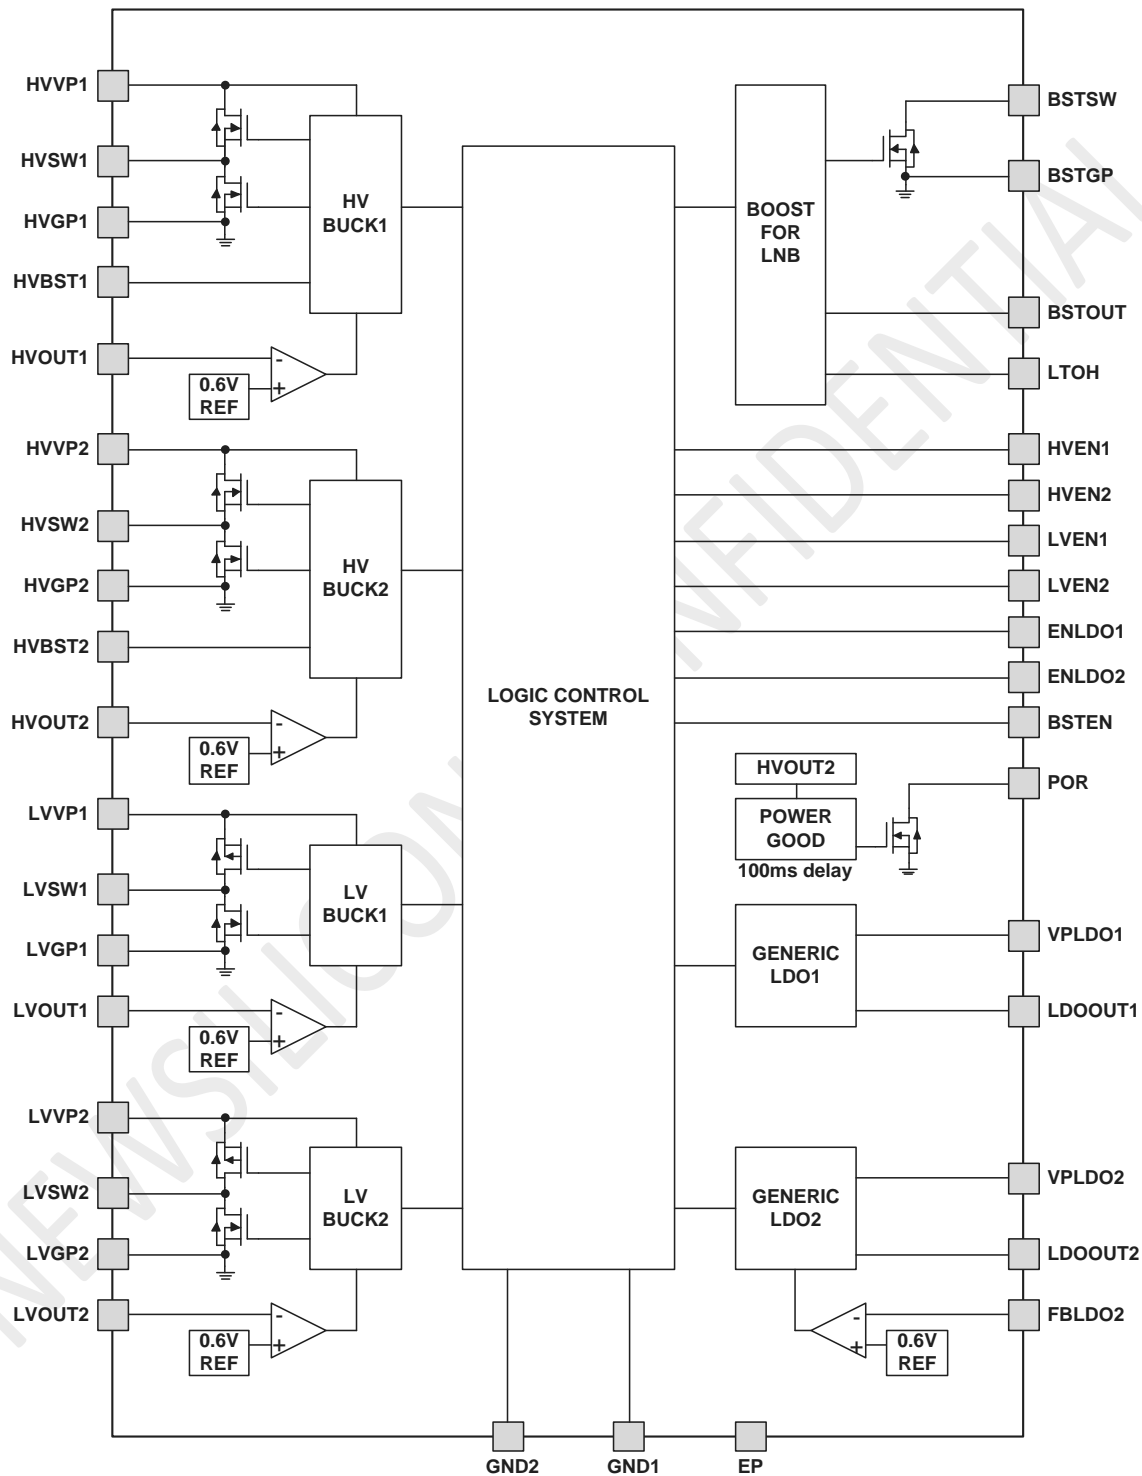 HVVP1
HVSW1
HVGP1
HVBST1
HVOUT1
HV
BUCK1
-
+
0.6V
REF
HVVP2
HVSW2
HVGP2
HVBST2
HVOUT2
HV
BUCK2
-
+
0.6V
REF
LVVP1
LVSW1
LVGP1
LVOUT1
LV
BUCK1
-
+
0.6V
REF
LVVP2
LVSW2
LVGP2
LVOUT2
LV
BUCK2
-
+
0.6V
REF
LOGIC CONTROL
SYSTEM
BOOST
FOR
LNB
BSTSW
BSTGP
BSTOUT
LTOH
HVEN1
HVEN2
LVEN1
LVEN2
ENLDO1
ENLDO2
BSTEN
HVOUT2
POWER
GOOD
100ms delay
POR
GENERIC
LDO1
VPLDO1
LDOOUT1
GENERIC
LDO2
VPLDO2
LDOOUT2
FBLDO2
-
+
0.6V
REF
GND2
GND1
EP
NEWSILICON NFIDENTIAL